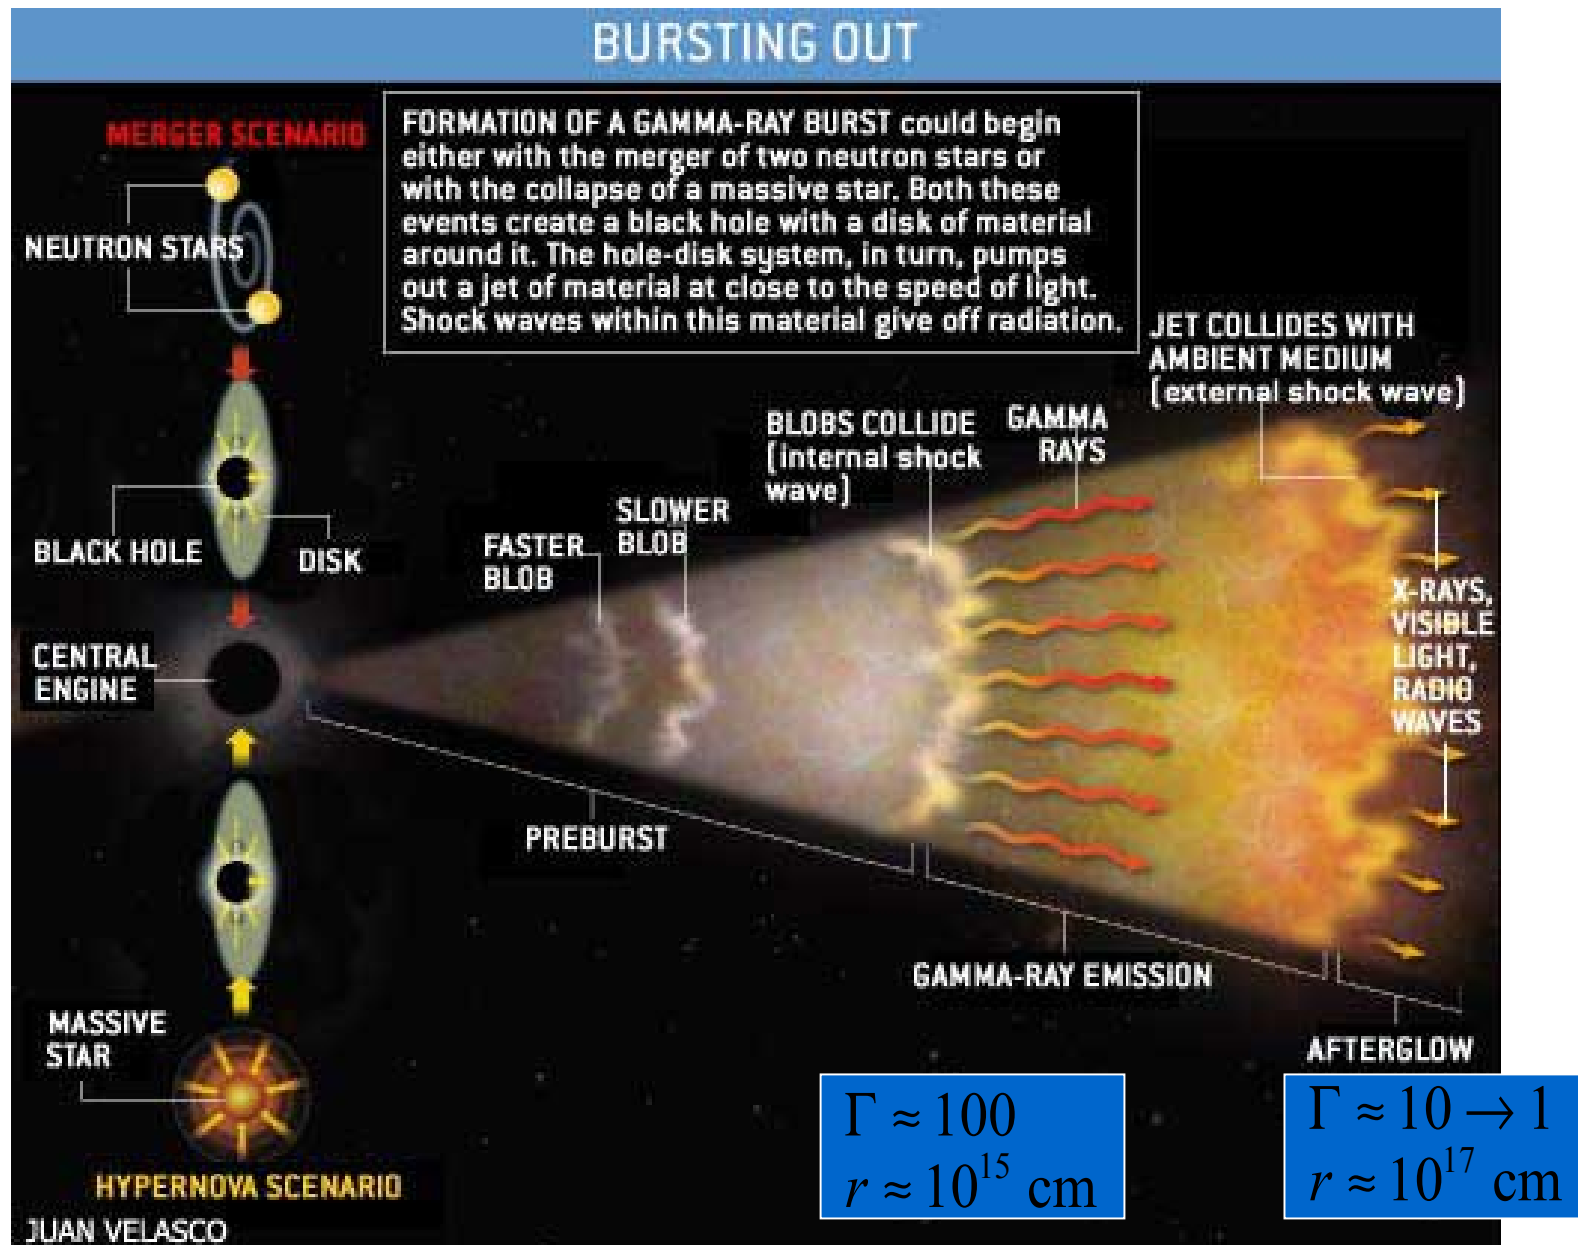 BURSTING OUT
MERGER SCENARIO
FORMATION OF A GAMMA-RAY BURST could begin
either with the merger of two neutron stars or
with the collapse of a massive star. Both these
events create a black hole with a disk of material
around it. The hole-disk system, in turn, pumps
out a jet of material at close to the speed of light.
Shock waves within this material give off radiation.
NEUTRON STARS
JET COLLIDES WITH
AMBIENT MEDIUM
(external shock wave)
BLOBS COLLIDE
(internal shock
wave)
GAMMA
RAYS
SLOWER
BLOB
FASTER
BLOB
BLACK HOLE
DISK
X-RAYS,
VISIBLE
LIGHT,
RADIO
WAVES
CENTRAL
ENGINE
PREBURST
GAMMA-RAY EMISSION
AFTERGLOW
MASSIVE
STAR
Γ ≈ 100
r ≈ 10¹⁵ cm
Γ ≈ 10 → 1
r ≈ 10¹⁷ cm
HYPERNOVA SCENARIO
JUAN VELASCO